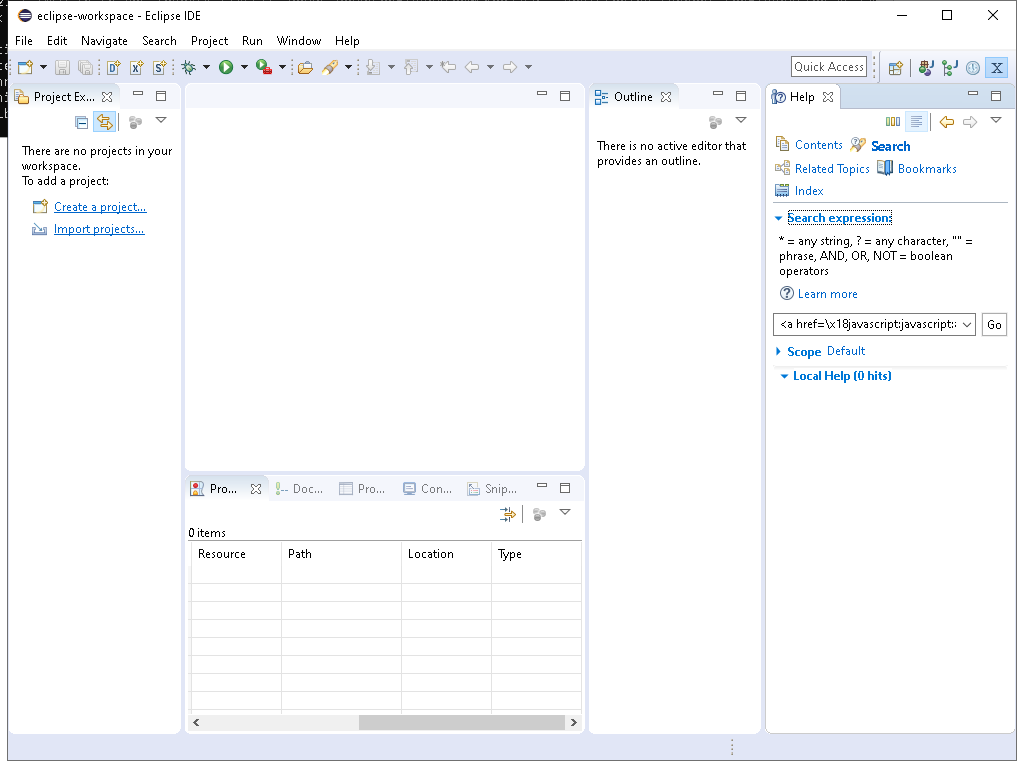 eclipse-workspace - Eclipse IDE
File Edit Navigate Search Project Run Window Help
Quick Access
Project Ex...
There are no projects in your
workspace.
To add a project:
Create a project...
Import projects...
Outline
There is no active editor that
provides an outline.
Help
Contents Search
Related Topics Bookmarks
Index
Search expression:
* = any string, ? = any character, "" =
phrase, AND, OR, NOT = boolean
operators
Learn more
<a href=\x18javascript:javascript: Go
Scope Default
Local Help (0 hits)
Pro... Doc... Pro... Con... Snip...
0 items
Resource Path Location Type